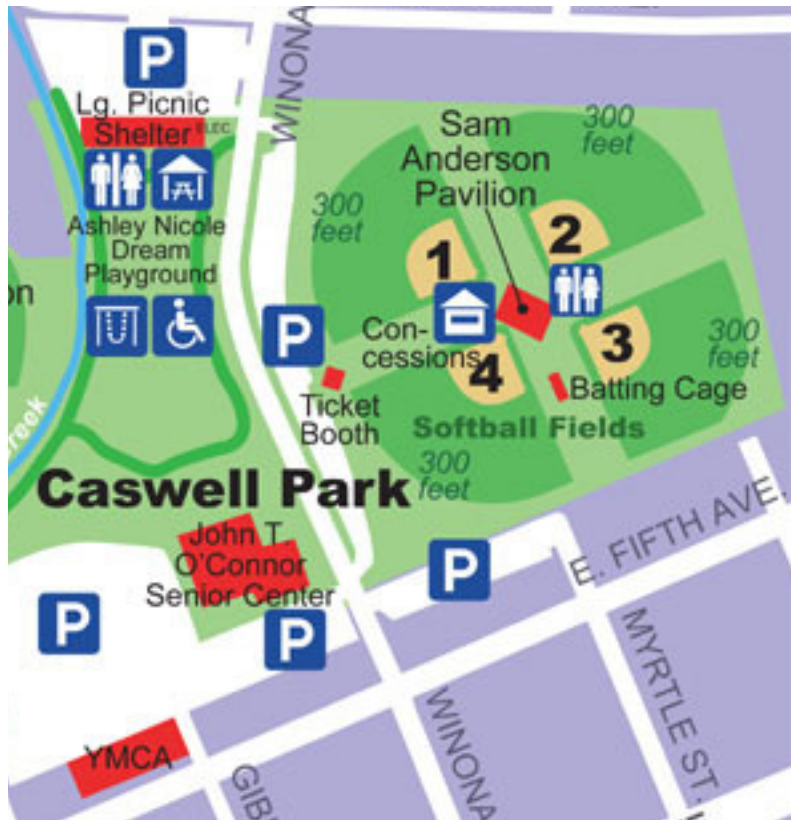 P
Lg. Picnic
Shelter
ELEC
WINONA
Ashley Nicole
Dream
Playground
on
reek
300
feet
Sam
Anderson
Pavilion
300
feet
1
2
P
Con-
cessions
4
3
300
feet
Ticket
Booth
Batting Cage
Softball Fields
300
feet
Caswell Park
John T.
O'Connor
Senior Center
P
P
P
E. FIFTH AVE.
MYRTLE ST.
WINONA
YMCA
GIB